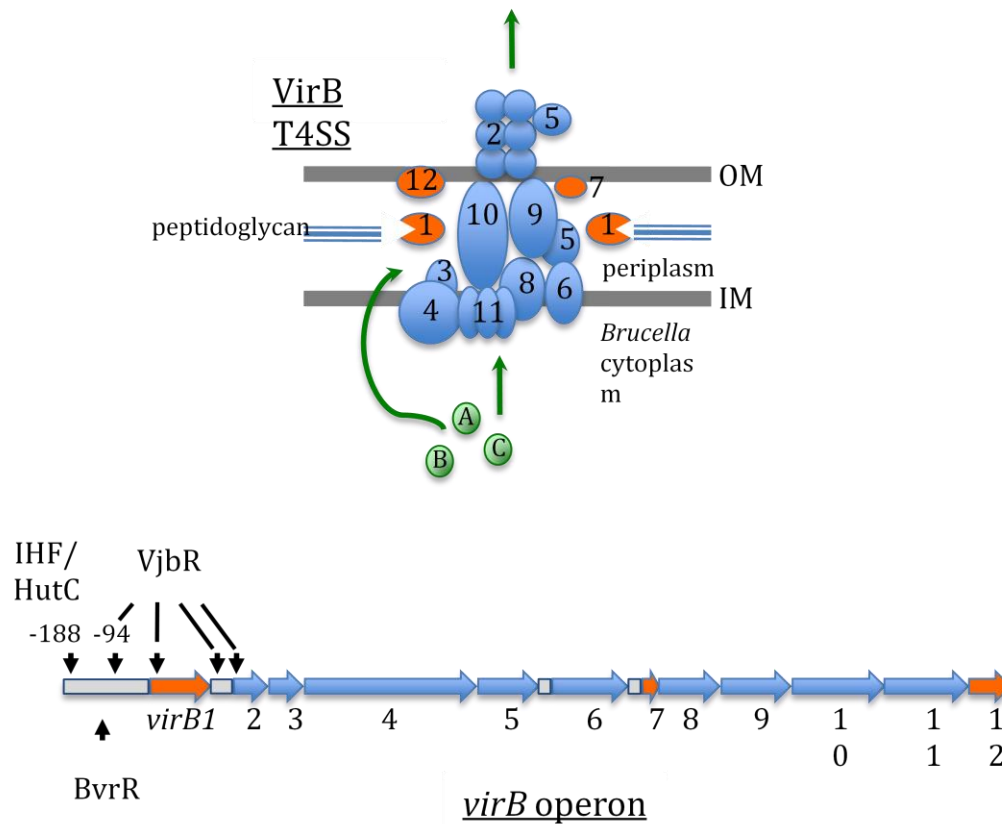 VirB
T4SS
2
5
OM
12
7
10
9
peptidoglycan
1
1
5
periplasm
3
8
6
IM
4
11
Brucella
cytoplas
m
A
C
B
IHF/
HutC
VjbR
-188
-94
virB1
2
3
4
5
6
7
8
9
1
0
1
1
1
2
BvrR
virB operon